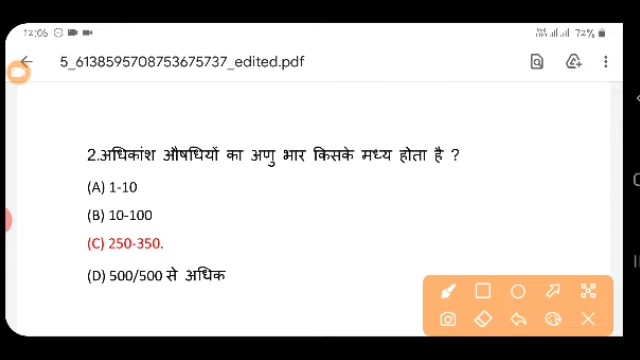 12:06
72%
5_6138595708753675737_edited.pdf
2.अधिकांश औषधियों का अणु भार किसके मध्य होता है ?
(A) 1-10
(B) 10-100
(C) 250-350.
(D) 500/500 से अधिक